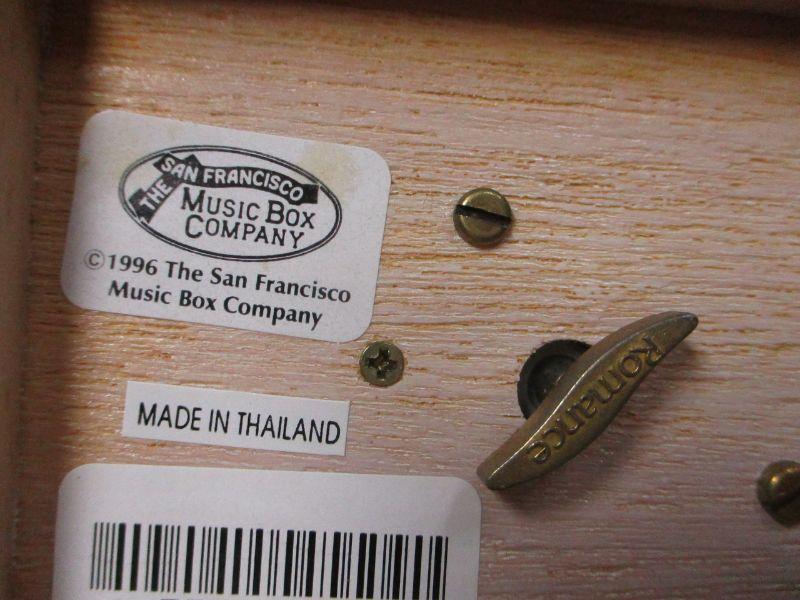 THE SAN FRANCISCO
MUSIC BOX
COMPANY
©1996 The San Francisco
Music Box Company
MADE IN THAILAND
Romance